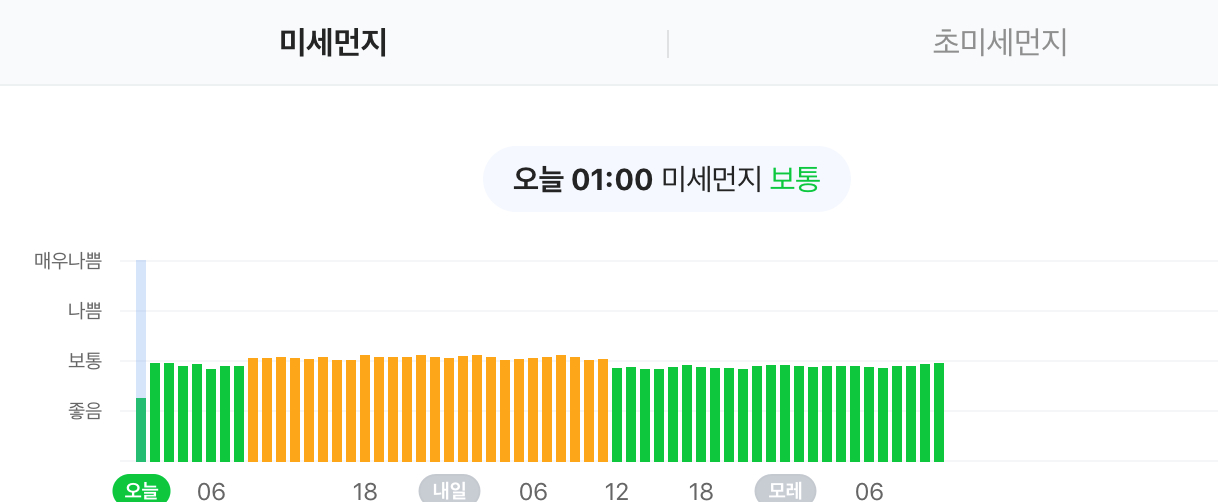 미세먼지 초미세먼지
오늘 01:00 미세먼지 보통
매우나쁨
나쁨
보통
좋음
오늘 06 18 내일 06 12 18 모레 06